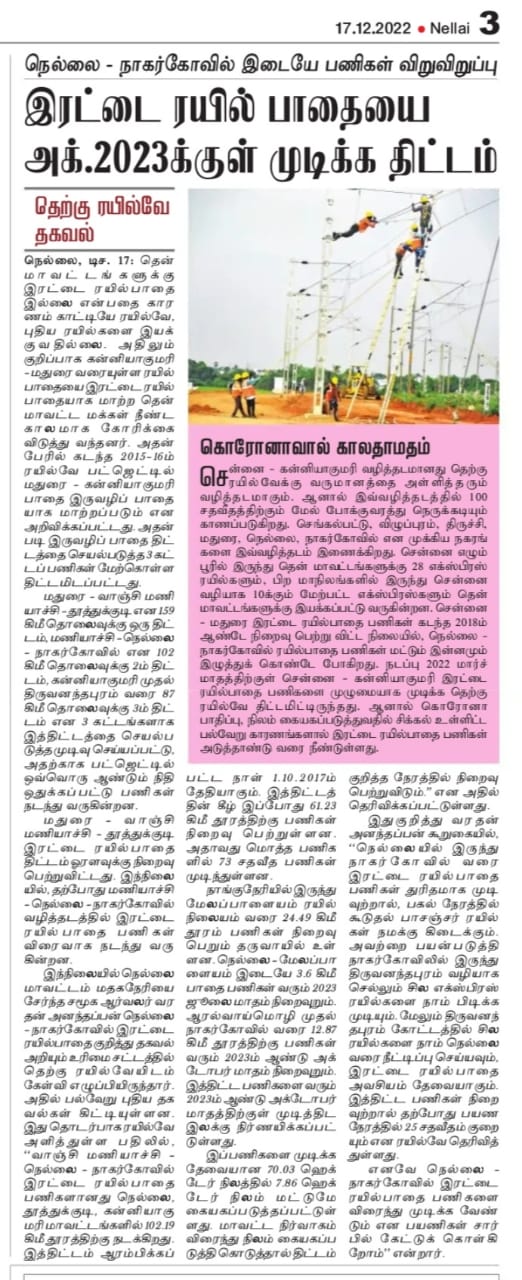 17.12.2022 ● Nellai 3
நெல்லை - நாகர்கோவில் இடையே பணிகள் விறுவிறுப்பு
இரட்டை ரயில் பாதையை
அக்.2023க்குள் முடிக்க திட்டம்
தெற்கு ரயில்வே
தகவல்
நெல்லை, டிச. 17: தென்
மாவட்டங்களுக்கு
இரட்டை ரயில்பாதை
இல்லை என்பதை கார
ணம் காட்டியே ரயில்வே,
புதிய ரயில்களை இயக்
குவதில்லை. அதிலும்
குறிப்பாக கன்னியாகுமரி
-மதுரை வரையுள்ள ரயில்
பாதையை இரட்டை ரயில்
பாதையாக மாற்ற தென்
மாவட்ட மக்கள் நீண்ட
காலமாக கோரிக்கை
விடுத்து வந்தனர். அதன்
பேரில் கடந்த 2015-16ம்
ரயில்வே பட்ஜெட்டில்
மதுரை - கன்னியாகுமரி
பாதை இருவழிப் பாதை
யாக மாற்றப்படும் என
அறிவிக்கப்பட்டது. அதன்
படி இருவழிப் பாதை திட்
டத்தை செயல்படுத்த 3 கட்
டப் பணிகள் மேற்கொள்ள
திட்டமிடப்பட்டது.
மதுரை - வாஞ்சி மணி
யாச்சி - தூத்துக்குடி என 159
கிமீ தொலைவுக்கு ஒரு திட்
டம், மணியாச்சி - நெல்லை
- நாகர்கோவில் என 102
கிமீ தொலைவுக்கு 2ம் திட்
டம், கன்னியாகுமரி முதல்
திருவனந்தபுரம் வரை 87
கிமீ தொலைவுக்கு 3ம் திட்
டம் என 3 கட்டங்களாக
இத்திட்டத்தை செயல்ப
டுத்த முடிவு செய்யப்பட்டு,
அதற்காக பட்ஜெட்டில்
ஒவ்வொரு ஆண்டும் நிதி
ஒதுக்கப்பட்டு பணிகள்
நடந்து வருகின்றன.
மதுரை - வாஞ்சி
மணியாச்சி - தூத்துக்குடி
இரட்டை ரயில்பாதை
திட்டம் ஓரளவுக்கு நிறைவு
பெற்றுவிட்டது. இந்நிலை
யில், தற்போது மணியாச்சி
-நெல்லை - நாகர்கோவில்
வழித்தடத்தில் இரட்டை
ரயில் பாதை பணிகள்
விரைவாக நடந்து வரு
கின்றன.
இந்நிலையில் நெல்லை
மாவட்டம் மதகநேரியை
சேர்ந்த சமூக ஆர்வலர் வர
தன் அனந்தப்பன் நெல்லை
- நாகர்கோவில் இரட்டை
ரயில்பாதை குறித்து தகவல்
அறியும் உரிமை சட்டத்தில்
தெற்கு ரயில்வேயிடம்
கேள்வி எழுப்பியிருந்தார்.
அதில் பல்வேறு புதிய தக
வல்கள் கிட்டியுள்ளன.
இதுதொடர்பாக ரயில்வே
அளித்துள்ள பதிலில்,
‘‘வாஞ்சி மணியாச்சி -
நெல்லை - நாகர்கோவில்
இரட்டை ரயில் பாதை
பணிகளானது நெல்லை,
தூத்துக்குடி, கன்னியாகு
மரி மாவட்டங்களில் 102.19
கிமீ தூரத்திற்கு நடக்கிறது.
இத்திட்டம் ஆரம்பிக்கப்
கொரோனாவால் காலதாமதம்
சென்னை - கன்னியாகுமரி வழித்தடமானது தெற்கு
ரயில்வேக்கு வருமானத்தை அள்ளித்தரும்
வழித்தடமாகும். ஆனால் இவ்வழித்தடத்தில் 100
சதவீதத்திற்கும் மேல் போக்குவரத்து நெருக்கடியும்
காணப்படுகிறது. செங்கல்பட்டு, விழுப்புரம், திருச்சி,
மதுரை, நெல்லை, நாகர்கோவில் என முக்கிய நகரங்
களை இவ்வழித்தடம் இணைக்கிறது. சென்னை எழும்
பூரில் இருந்து தென் மாவட்டங்களுக்கு 28 எக்ஸ்பிரஸ்
ரயில்களும், பிற மாநிலங்களில் இருந்து சென்னை
வழியாக 10க்கும் மேற்பட்ட எக்ஸ்பிரஸ்களும் தென்
மாவட்டங்களுக்கு இயக்கப்பட்டு வருகின்றன. சென்னை
- மதுரை இரட்டை ரயில்பாதை பணிகள் கடந்த 2018ம்
ஆண்டே நிறைவு பெற்று விட்ட நிலையில், நெல்லை -
நாகர்கோவில் ரயில்பாதை பணிகள் மட்டும் இன்னமும்
இழுத்துக் கொண்டே போகிறது. நடப்பு 2022 மார்ச்
மாதத்திற்குள் சென்னை - கன்னியாகுமரி இரட்டை
ரயில்பாதை பணிகளை முழுமையாக முடிக்க தெற்கு
ரயில்வே திட்டமிட்டிருந்தது. ஆனால் கொரோனா
பாதிப்பு, நிலம் கையகப்படுத்துவதில் சிக்கல் உள்ளிட்ட
பல்வேறு காரணங்களால் இரட்டை ரயில்பாதை பணிகள்
அடுத்தாண்டு வரை நீண்டுள்ளது.
பட்ட நாள் 1.10.2017ம்
தேதியாகும். இத்திட்டத்
தின் கீழ் இப்போது 61.23
கிமீ தூரத்திற்கு பணிகள்
நிறைவு பெற்றுள்ளன.
அதாவது மொத்த பணிக
ளில் 73 சதவீத பணிகள்
முடிந்துள்ளன.
நாங்குநேரியில் இருந்து
மேலப்பாளையம் ரயில்
நிலையம் வரை 24.49 கிமீ
தூரம் பணிகள் நிறைவு
பெறும் தருவாயில் உள்
ளன. நெல்லை - மேலப்பா
ளையம் இடையே 3.6 கிமீ
பாதை பணிகள் வரும் 2023
ஜூலை மாதம் நிறைவுறும்.
ஆரல்வாய்மொழி முதல்
நாகர்கோவில் வரை 12.87
கிமீ தூரத்திற்கு பணிகள்
வரும் 2023ம் ஆண்டு அக்
டோபர் மாதம் நிறைவுறும்.
இத்திட்ட பணிகளை வரும்
2023ம் ஆண்டு அக்டோபர்
மாதத்திற்குள் முடித்திட
இலக்கு நிர்ணயிக்கப்பட்
டுள்ளது.
இப்பணிகளை முடிக்க
தேவையான 70.03 ஹெக்
டேர் நிலத்தில் 7.86 ஹெக்
டேர் நிலம் மட்டுமே
கையகப்படுத்தப்பட்டுள்
ளது. மாவட்ட நிர்வாகம்
விரைந்து நிலம் கையகப்ப
டுத்தி கொடுத்தால் திட்டம்
குறித்த நேரத்தில் நிறைவு
பெற்றுவிடும்.” என அதில்
தெரிவிக்கப்பட்டுள்ளது.
இதுகுறித்து வரதன்
அனந்தப்பன் கூறுகையில்,
‘‘நெல்லையில் இருந்து
நாகர்கோவில் வரை
இரட்டை ரயில் பாதை
பணிகள் துரிதமாக முடி
வுற்றால், பகல் நேரத்தில்
கூடுதல் பாசஞ்சர் ரயில்
கள் நமக்கு கிடைக்கும்.
அவற்றை பயன்படுத்தி
நாகர்கோவிலில் இருந்து
திருவனந்தபுரம் வழியாக
செல்லும் சில எக்ஸ்பிரஸ்
ரயில்களை நாம் பிடிக்க
முடியும். மேலும் திருவனந்
தபுரம் கோட்டத்தில் சில
ரயில்களை நாம் நெல்லை
வரை நீட்டிப்பு செய்யவும்,
இரட்டை ரயில்பாதை
அவசியம் தேவையாகும்.
இத்திட்ட பணிகள் நிறை
வுற்றால் தற்போது பயண
நேரத்தில் 25 சதவீதம் குறை
யும் என ரயில்வே தெரிவித்
துள்ளது.
எனவே நெல்லை -
நாகர்கோவில் இரட்டை
ரயில்பாதை பணிகளை
விரைந்து முடிக்க வேண்
டும் என பயணிகள் சார்
பில் கேட்டுக் கொள்கி
றோம்’’ என்றார்.